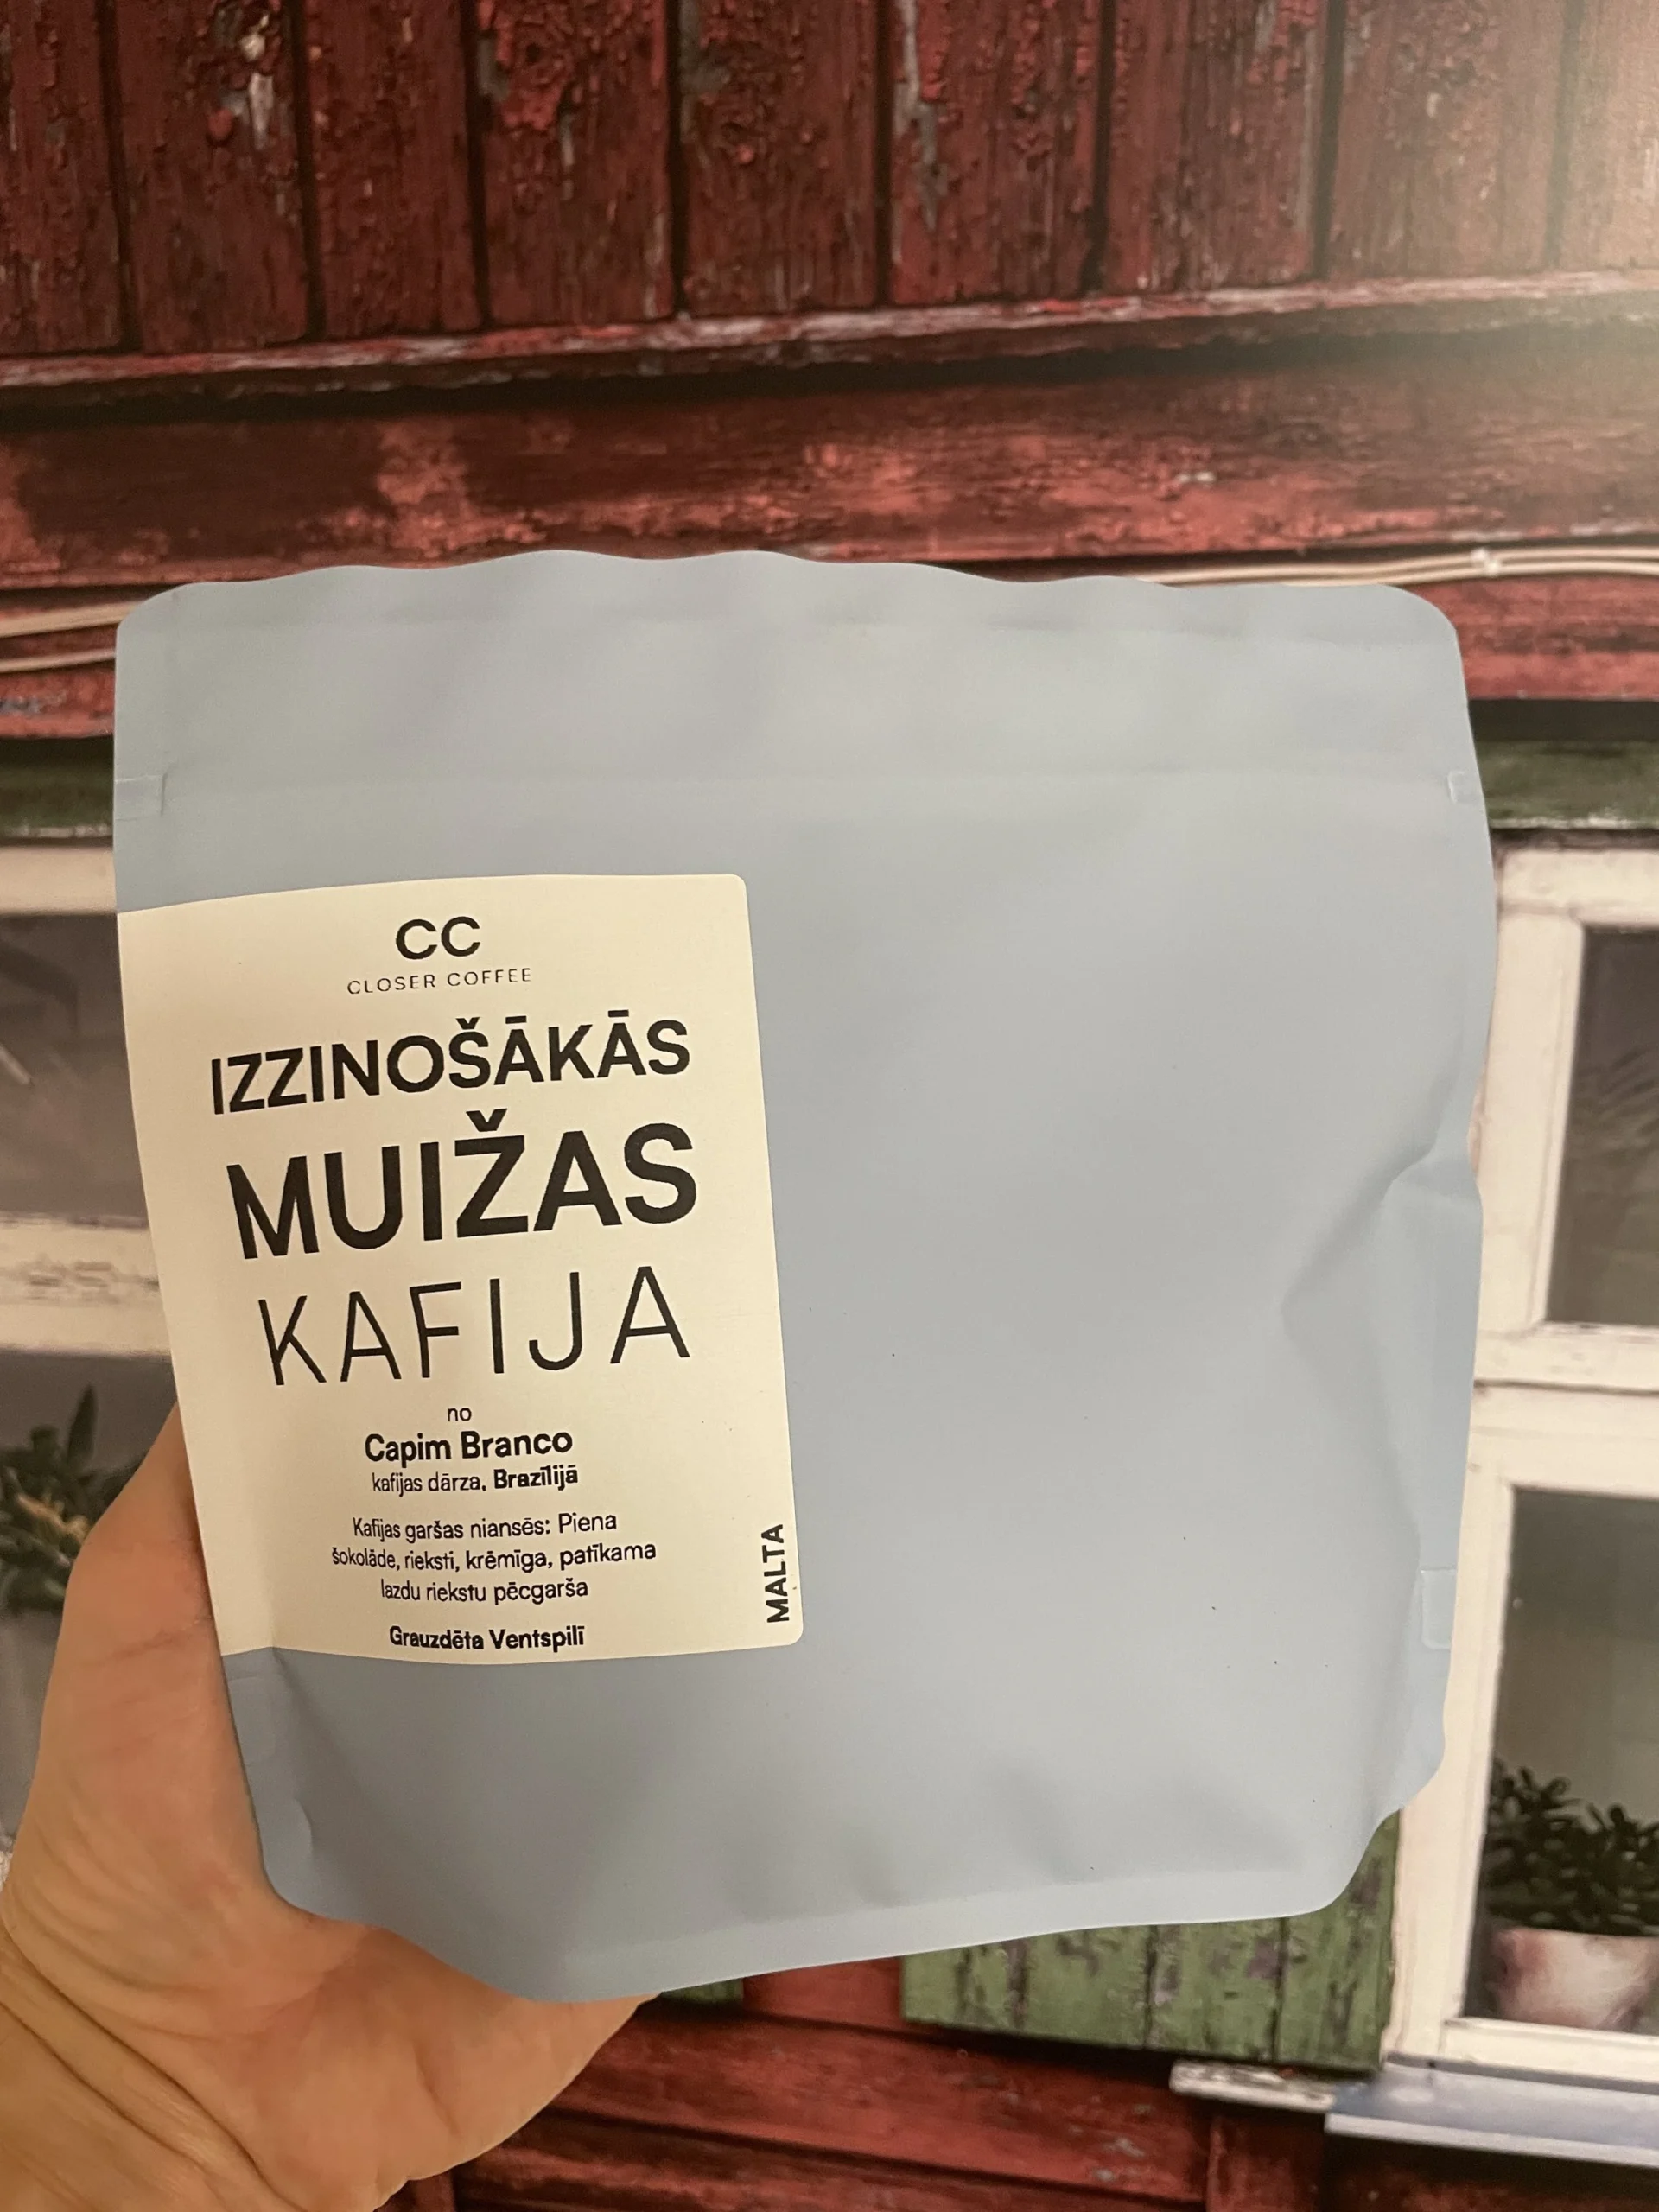 CC
CLOSER COFFEE
IZZINOŠĀKĀS
MUIŽAS
KAFIJA
no
Capim Branco
kafijas dārza, Brazīlijā
Kafijas garšas niansēs: Piena
šokolāde, rieksti, krēmīga, patīkama
lazdu riekstu pēcgarša
Grauzdēta Ventspilī
MALTA